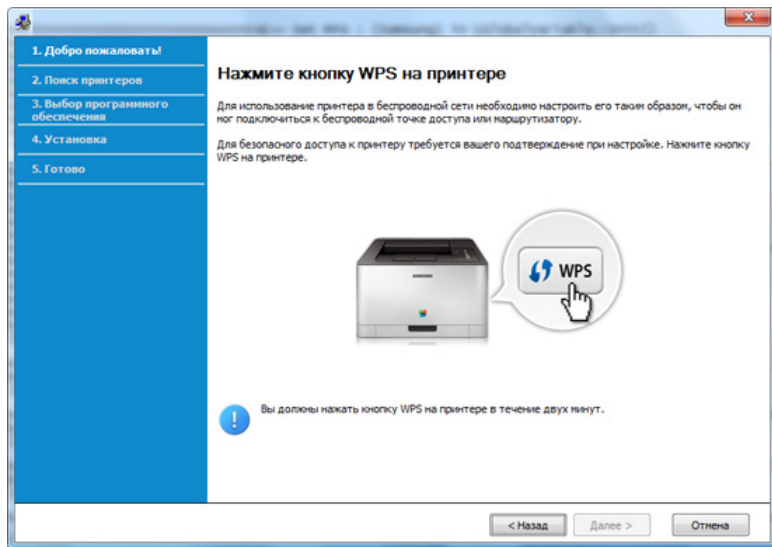 1. Добро пожаловать!
2. Поиск принтеров
3. Выбор программного
обеспечения
4. Установка
5. Готово
Нажмите кнопку WPS на принтере
Для использование принтера в беспроводной сети необходимо настроить его таким образом, чтобы он
мог подключиться к беспроводной точке доступа или маршрутизатору.
Для безопасного доступа к принтеру требуется вашего подтверждение при настройке. Нажмите кнопку
WPS на принтере.
SAMSUNG
WPS
Вы должны нажать кнопку WPS на принтере в течение двух минут.
< Назад
Далее >
Отмена